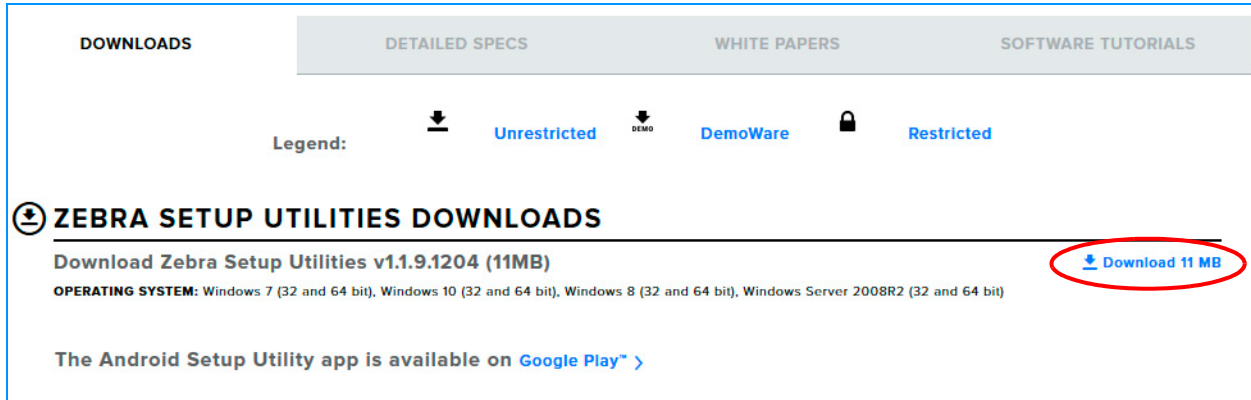 DOWNLOADS DETAILED SPECS WHITE PAPERS SOFTWARE TUTORIALS
Legend: Unrestricted DEMO DemoWare Restricted
ZEBRA SETUP UTILITIES DOWNLOADS
Download Zebra Setup Utilities v1.1.9.1204 (11MB) Download 11 MB
OPERATING SYSTEM: Windows 7 (32 and 64 bit), Windows 10 (32 and 64 bit), Windows 8 (32 and 64 bit), Windows Server 2008R2 (32 and 64 bit)
The Android Setup Utility app is available on Google Play™ >